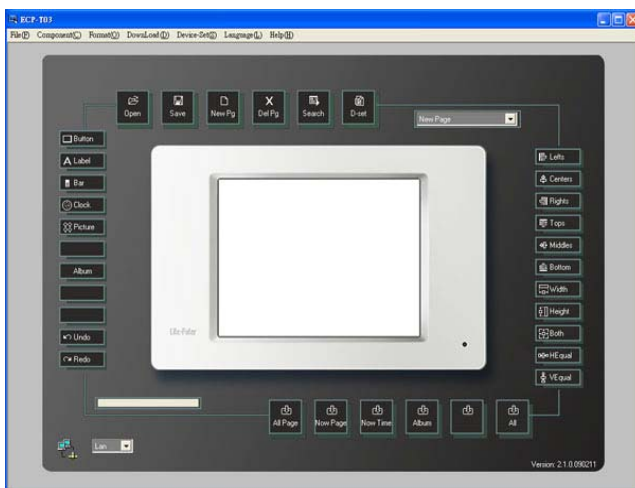 ECP-T03
File(F) Component(C) Format(O) DownLoad(D) Device-Set(E) Language(L) Help(H)
Open Save New Pg Del Pg Search D-set
New Page
Button
Label
Bar
Clock
Picture
Album
Undo
Redo
Lefts
Centers
Rights
Tops
Middles
Bottom
Width
Height
Both
HEqual
VEqual
Lite-Puter
All Page Now Page Now Time Album All
Lan
Version: 2.1.0.090211